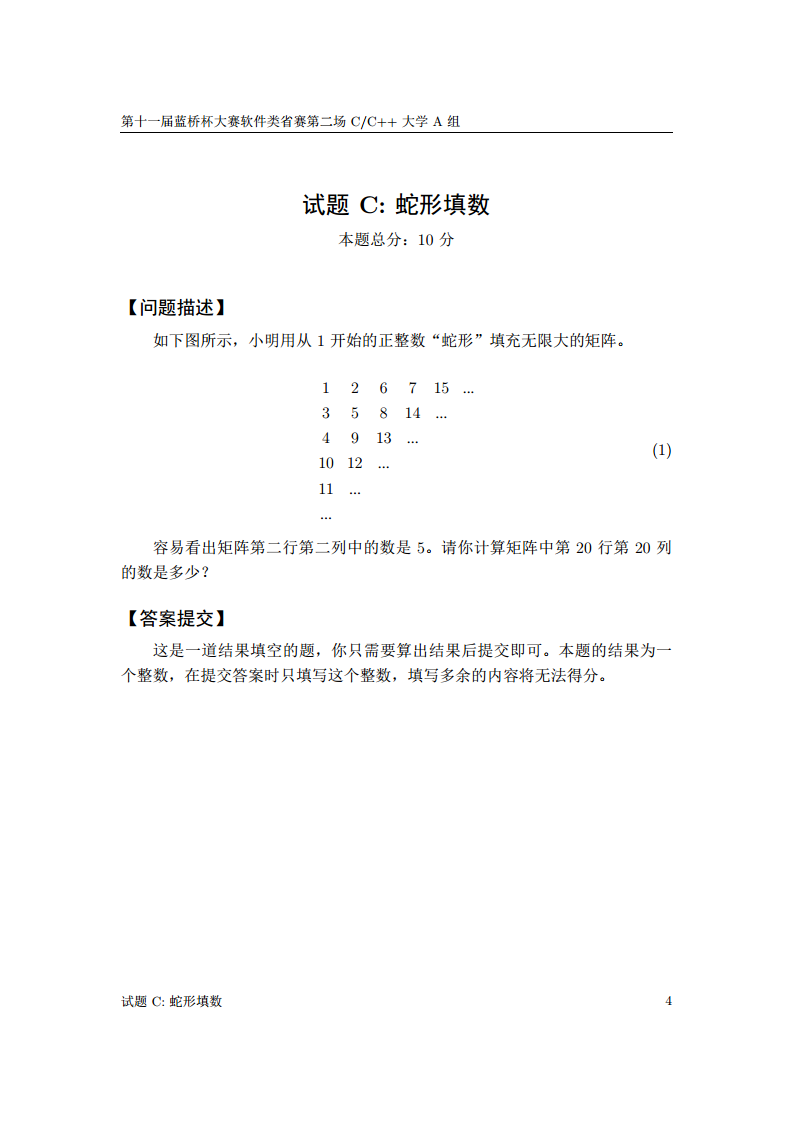 第十一届蓝桥杯大赛软件类省赛第二场 C/C++ 大学 A 组
试题 C: 蛇形填数
本题总分：10 分
【问题描述】
如下图所示，小明用从 1 开始的正整数“蛇形”填充无限大的矩阵。
1 2 6 7 15 ...
3 5 8 14 ...
4 9 13 ...
(1)
10 12 ...
11 ...
...
容易看出矩阵第二行第二列中的数是 5。请你计算矩阵中第 20 行第 20 列
的数是多少？
【答案提交】
这是一道结果填空的题，你只需要算出结果后提交即可。本题的结果为一
个整数，在提交答案时只填写这个整数，填写多余的内容将无法得分。
试题 C: 蛇形填数 4